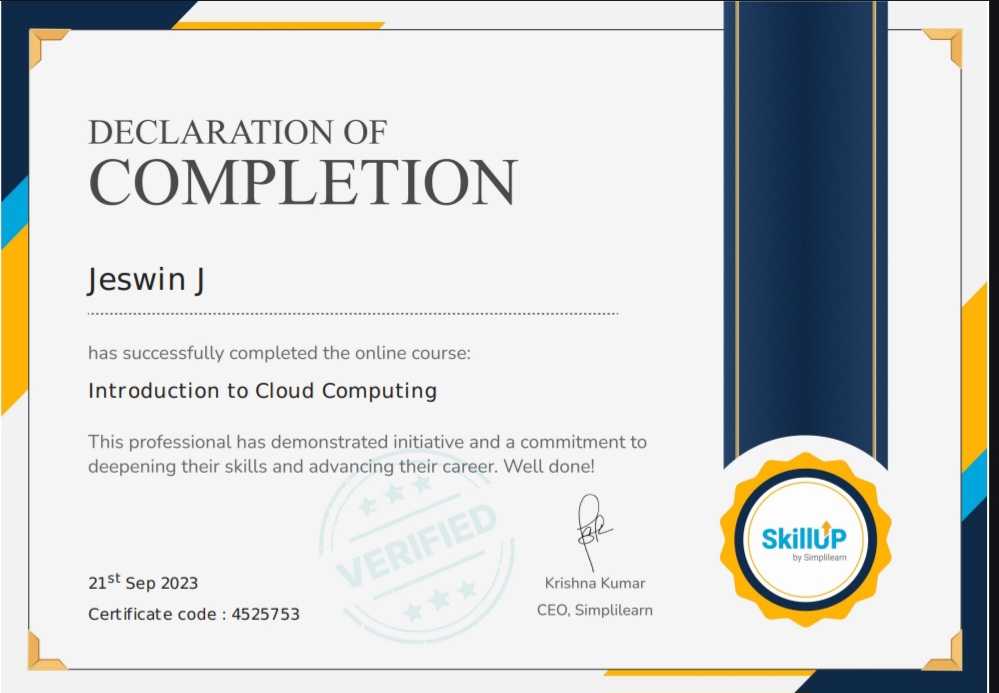 DECLARATION OF
COMPLETION
Jeswin J
has successfully completed the online course:
Introduction to Cloud Computing
This professional has demonstrated initiative and a commitment to
deepening their skills and advancing their career. Well done!
VERIFIED
21st Sep 2023
Certificate code : 4525753
Krishna Kumar
CEO, Simplilearn
SkillUP
by Simplilearn